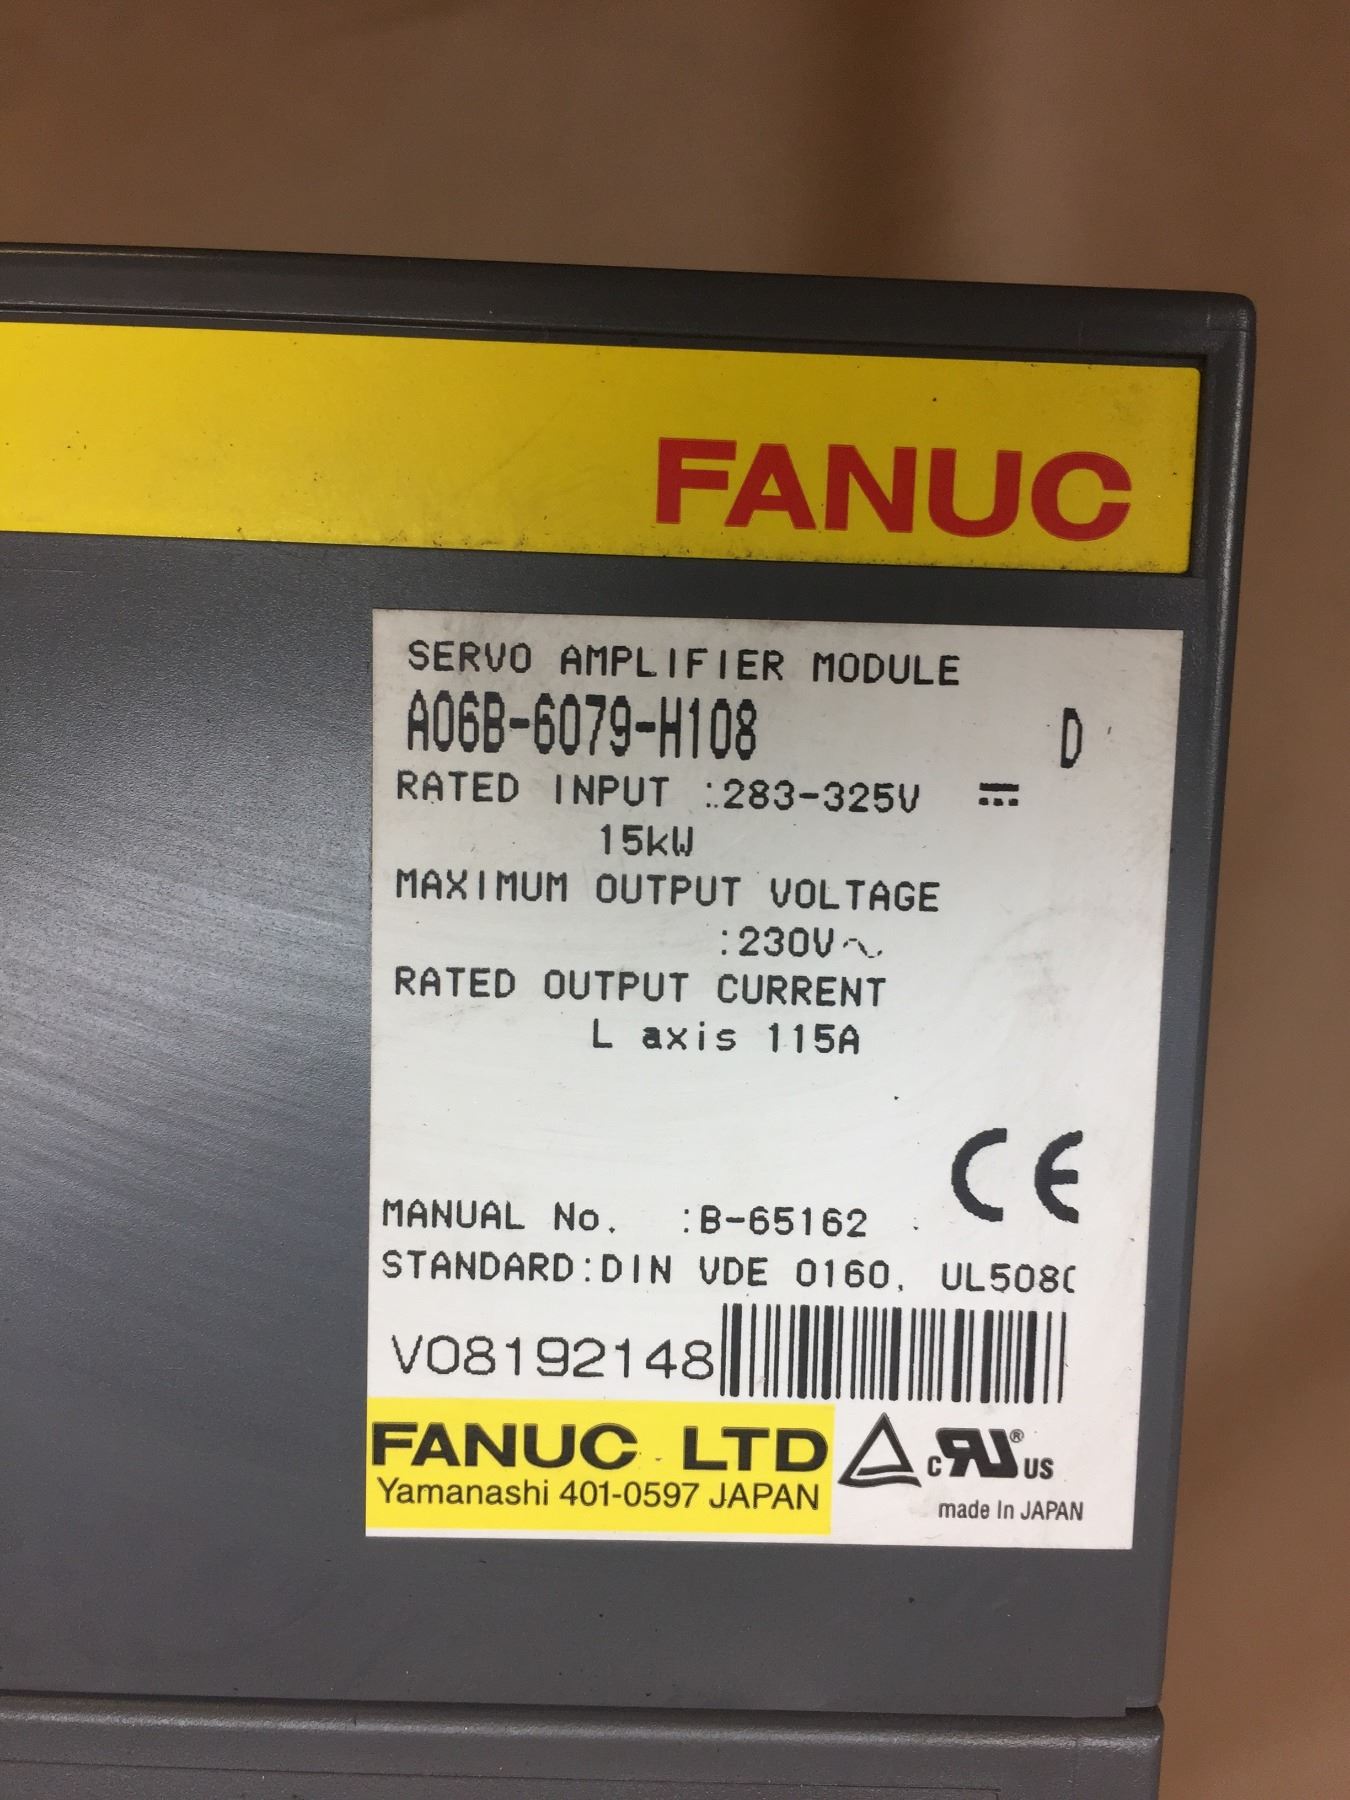 FANUC
SERVO AMPLIFIER MODULE
A06B-6079-H108 D
RATED INPUT :283-325V ⎓
15kW
MAXIMUM OUTPUT VOLTAGE
:230V∿
RATED OUTPUT CURRENT
L axis 115A
CE
MANUAL No. :B-65162
STANDARD:DIN VDE 0160, UL508C
V08192148
FANUC LTD
Yamanashi 401-0597 JAPAN
c RU ® US
made In JAPAN